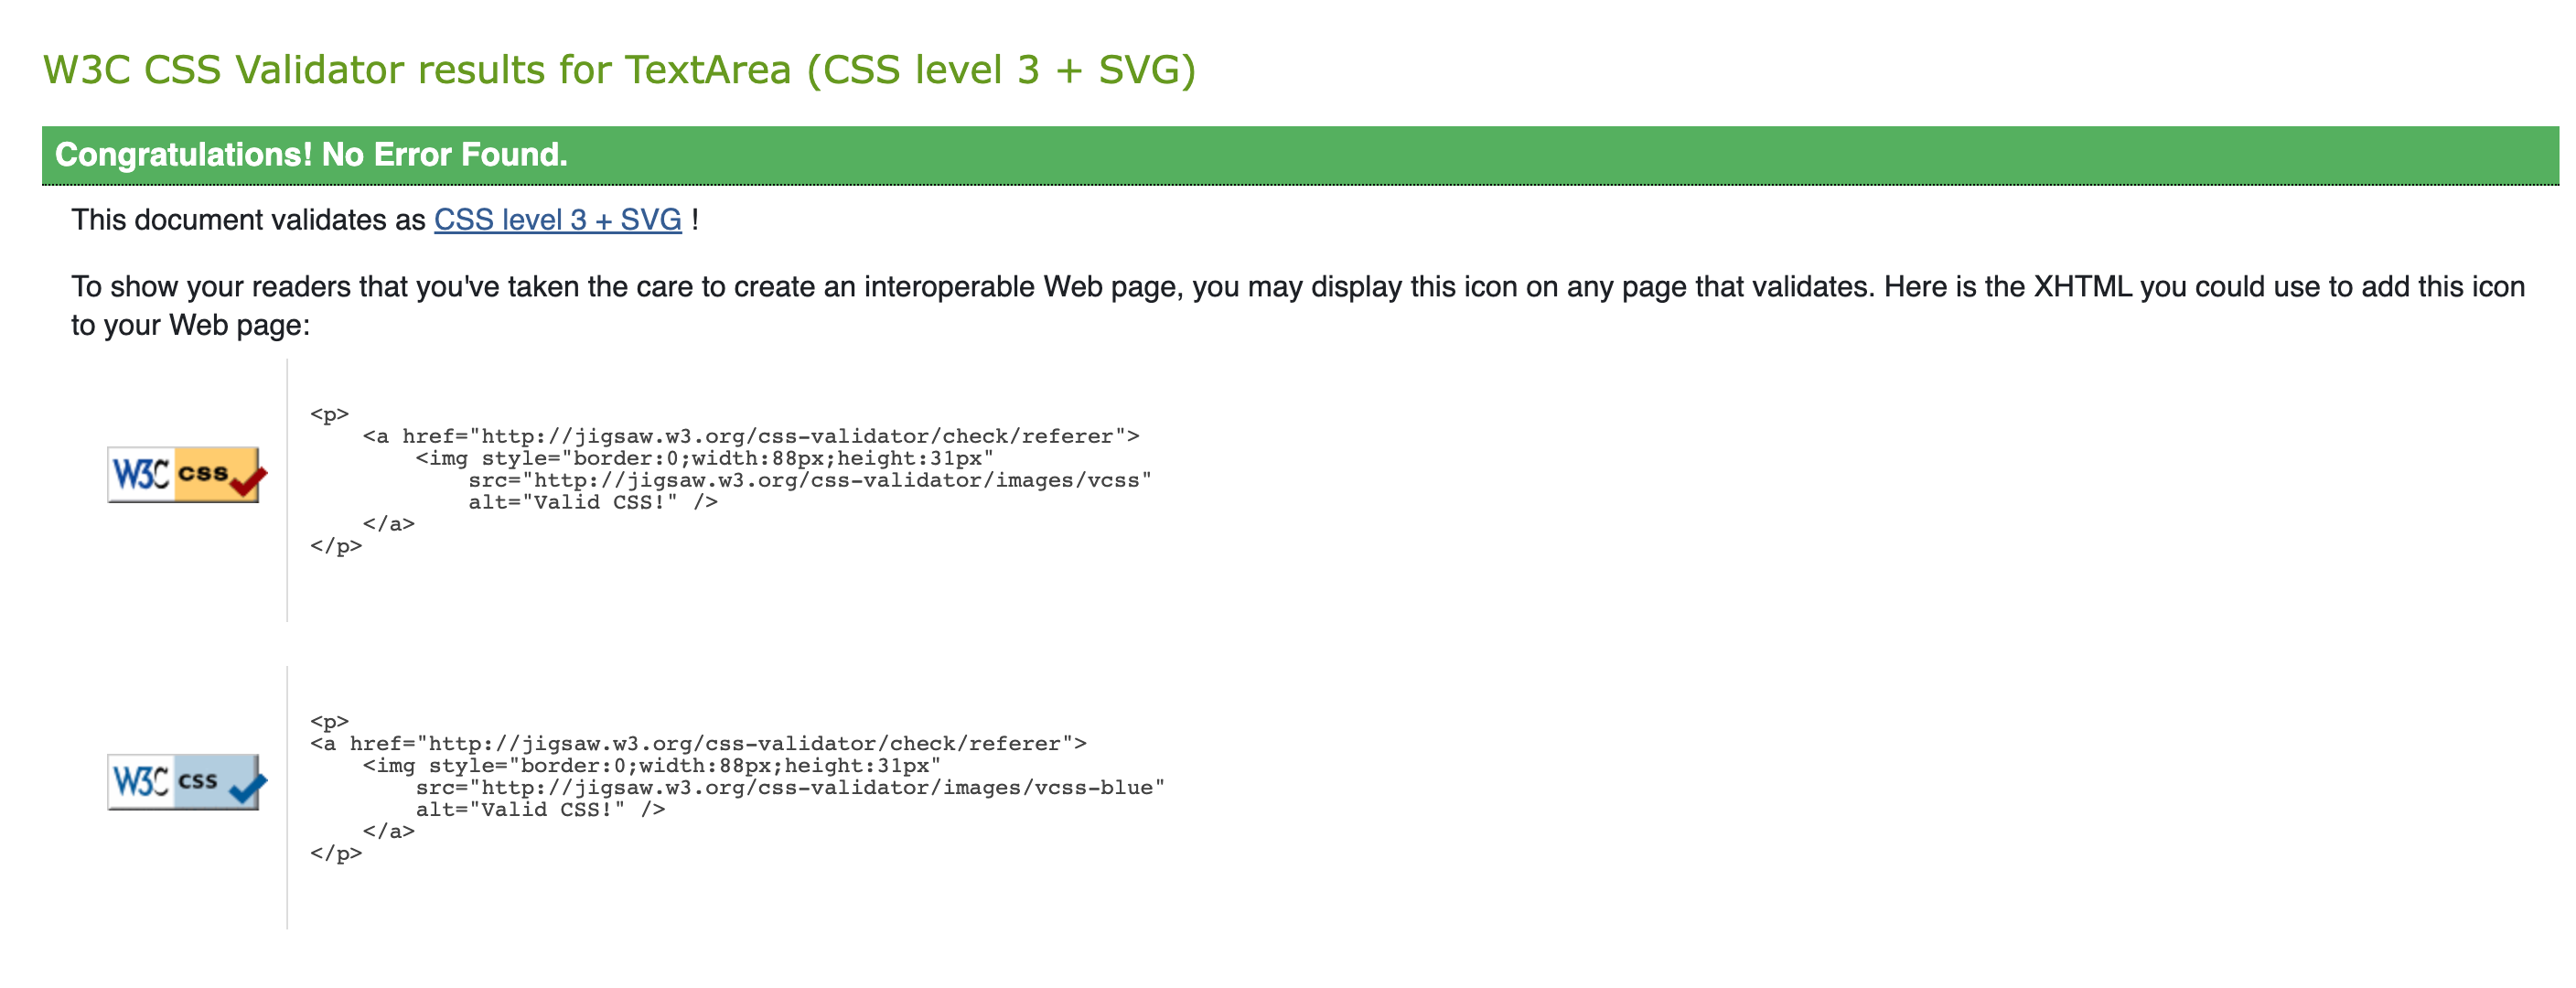 W3C CSS Validator results for TextArea (CSS level 3 + SVG)
Congratulations! No Error Found.
This document validates as CSS level 3 + SVG !
To show your readers that you've taken the care to create an interoperable Web page, you may display this icon on any page that validates. Here is the XHTML you could use to add this icon
to your Web page:
W3C css
<p>
    <a href="http://jigsaw.w3.org/css-validator/check/referer">
        <img style="border:0;width:88px;height:31px"
            src="http://jigsaw.w3.org/css-validator/images/vcss"
            alt="Valid CSS!" />
    </a>
</p>
W3C css
<p>
<a href="http://jigsaw.w3.org/css-validator/check/referer">
    <img style="border:0;width:88px;height:31px"
        src="http://jigsaw.w3.org/css-validator/images/vcss-blue"
        alt="Valid CSS!" />
    </a>
</p>